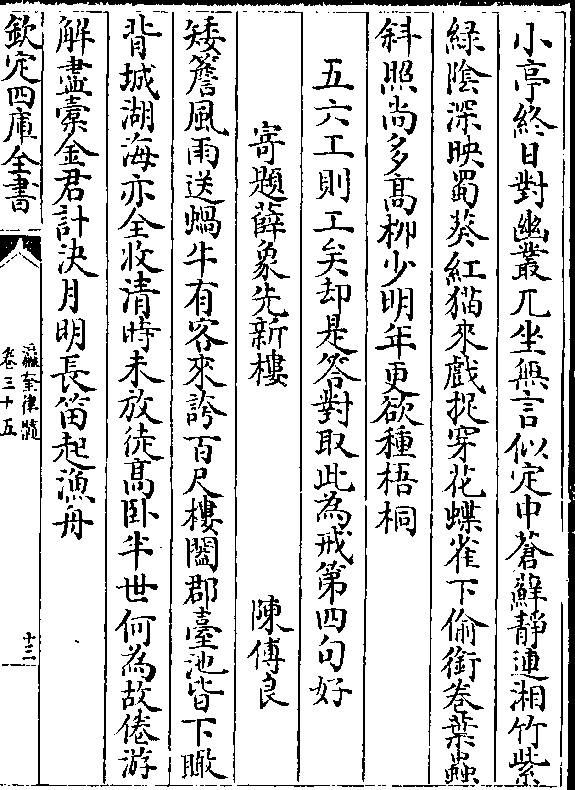 小亭終日對幽叢兀坐無言似定中蒼蘚静連湘竹紫
緑隂深映蜀葵紅猫來戲捉穿花蝶雀下偷銜巻葉蟲
斜照尚多髙栁少明年更欲種梧桐
五六工則工矣却是答對取此為戒第四句好
寄題薛象先新樓　陳傅良
矮簷風雨送蝸牛有客來誇百尺樓闔郡臺池皆下瞰
背城湖海亦全收清時未放徒髙卧半世何為故倦游
解盡橐金君計決月明長笛起漁舟
欽定四庫全書
瀛奎律髓
卷三十五
十三